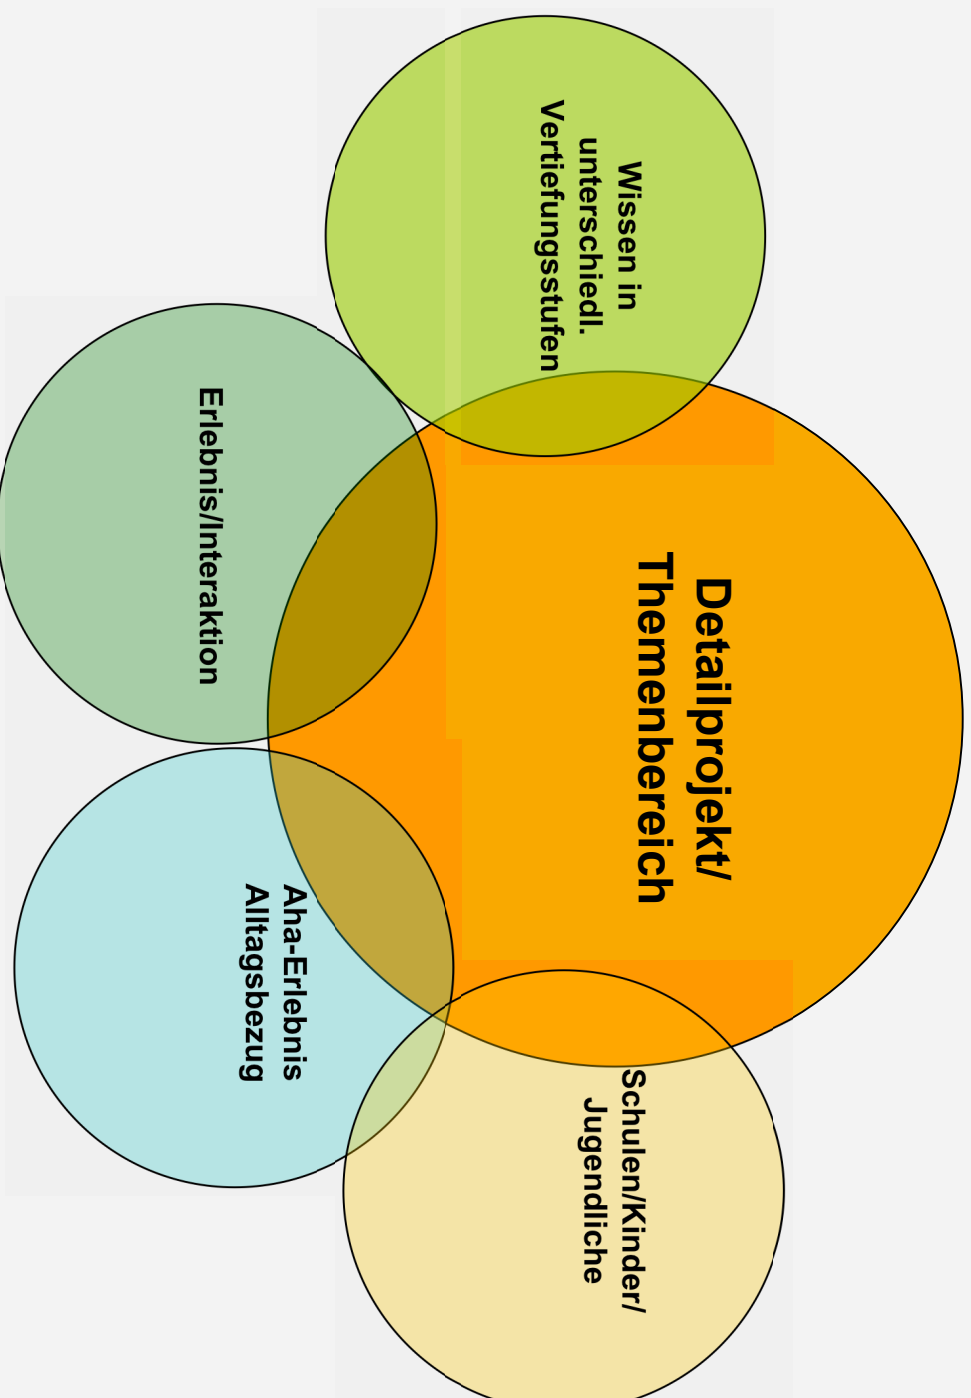 Wissen in
unterschiedl.
Vertiefungsstufen
Erlebnis/Interaktion
Detailprojekt/
Themenbereich
Aha-Erlebnis
Alltagsbezug
Schulen/Kinder/
Jugendliche